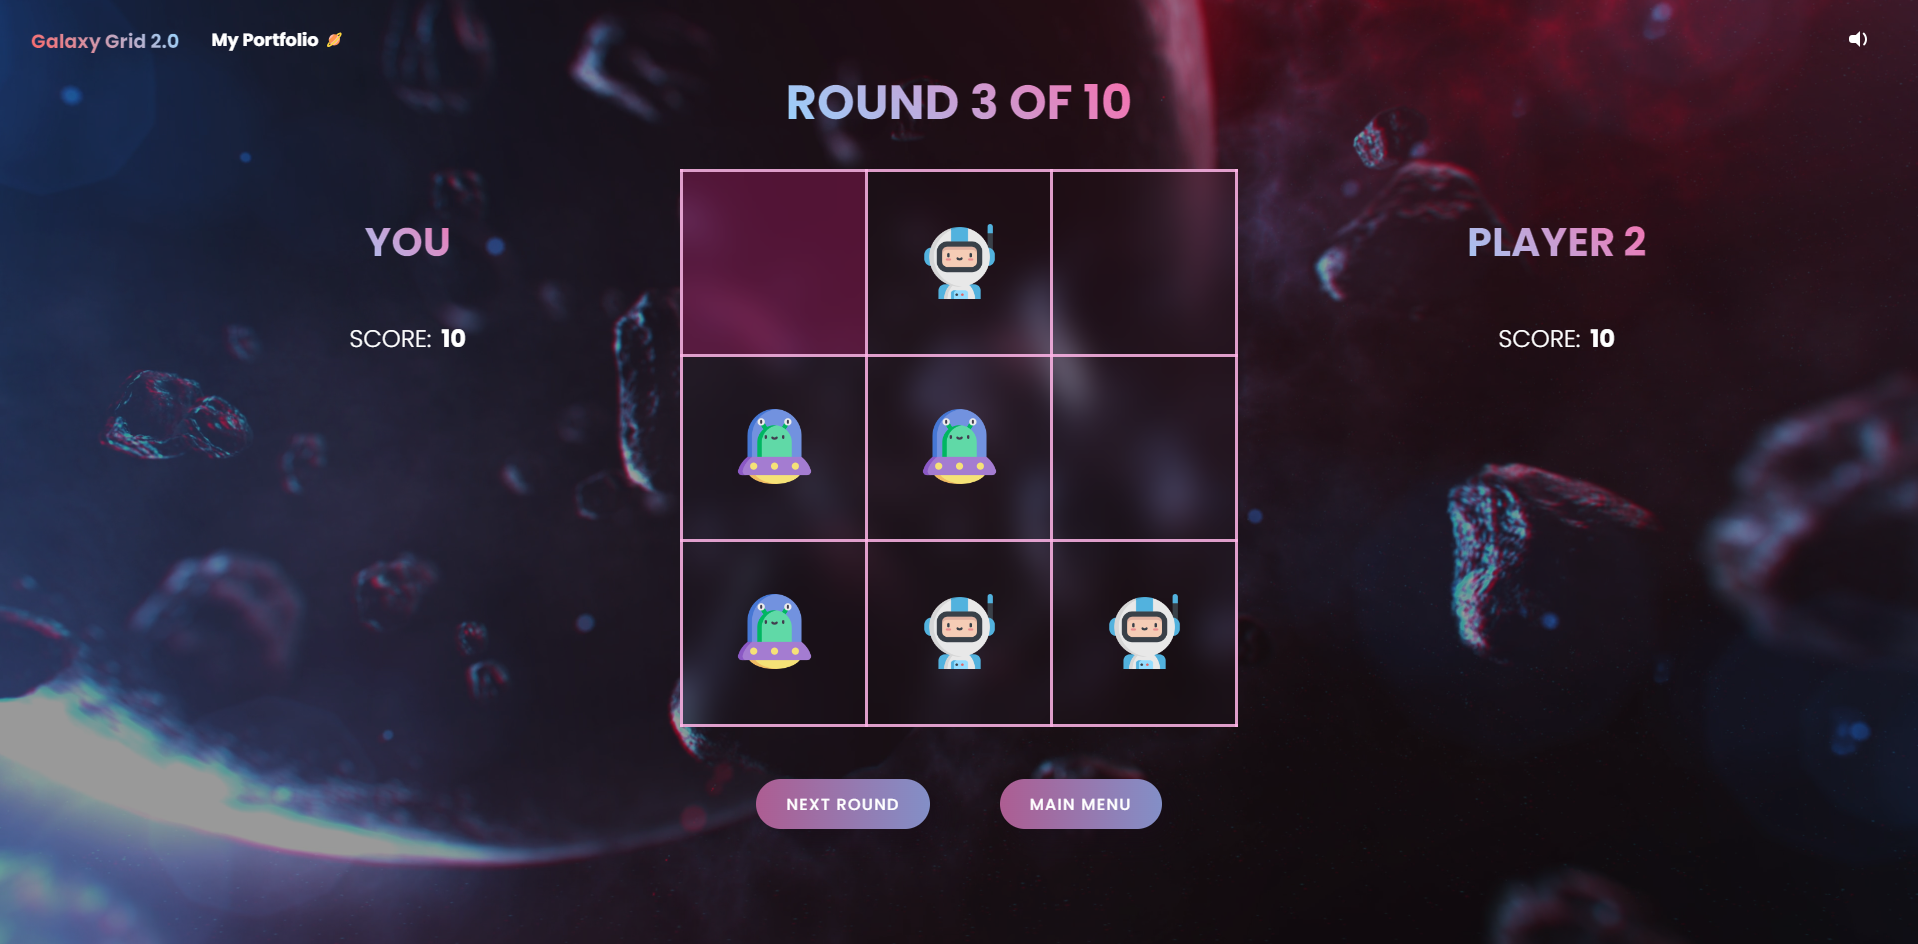 Galaxy Grid 2.0
My Portfolio 🪐
ROUND 3 OF 10
YOU
SCORE: 10
PLAYER 2
SCORE: 10
NEXT ROUND
MAIN MENU